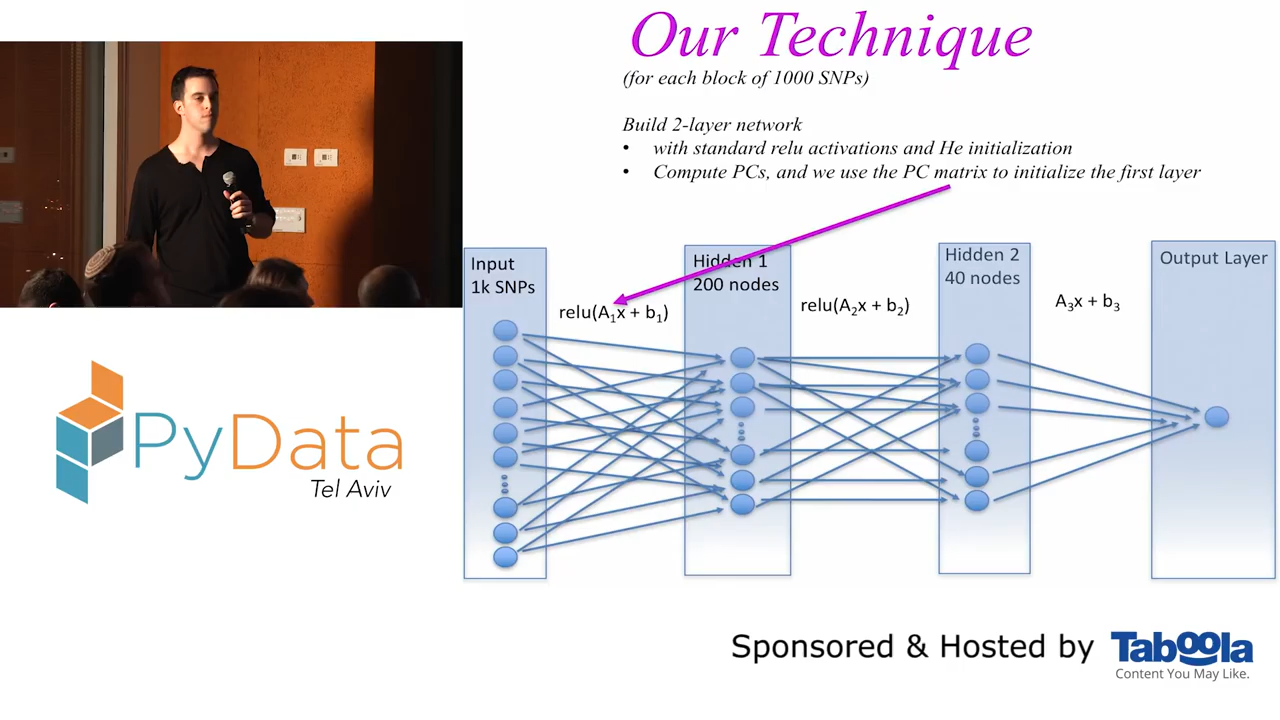 Our Technique
(for each block of 1000 SNPs)
Build 2-layer network
• with standard relu activations and He initialization
• Compute PCs, and we use the PC matrix to initialize the first layer
Input
1k SNPs
relu(A₁x + b₁)
Hidden 1
200 nodes
relu(A₂x + b₂)
Hidden 2
40 nodes
A₃x + b₃
Output Layer
PyData
Tel Aviv
Sponsored & Hosted by
Taboola
Content You May Like.